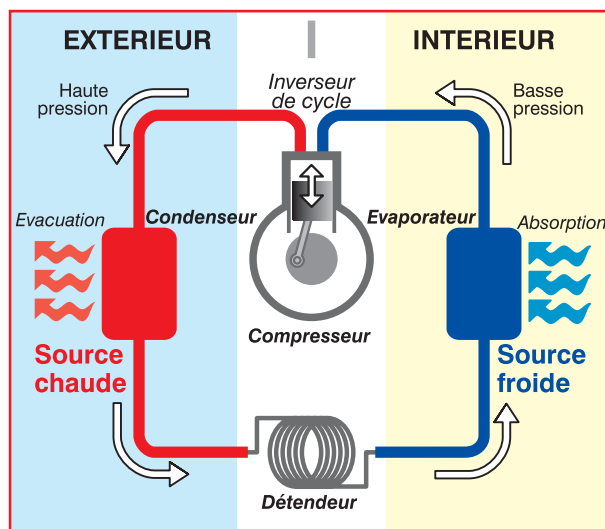 EXTERIEUR
INTERIEUR
Haute
pression
Inverseur
de cycle
Basse
pression
Evacuation
Condenseur
Evaporateur
Absorption
Compresseur
Source
chaude
Source
froide
Détendeur